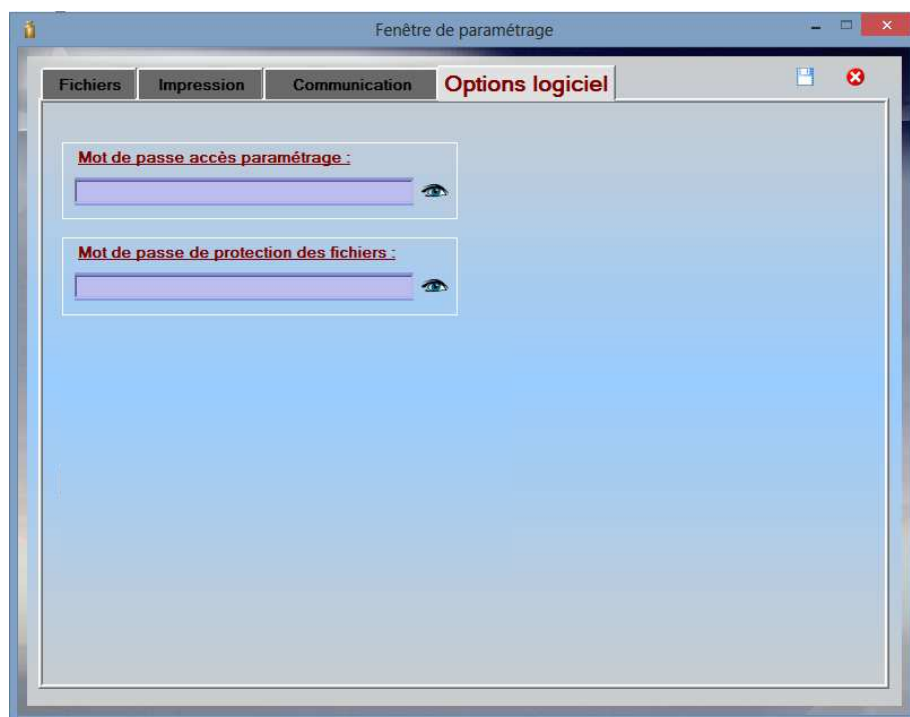 Fenêtre de paramétrage
Fichiers Impression Communication Options logiciel
Mot de passe accès paramétrage :
Mot de passe de protection des fichiers :